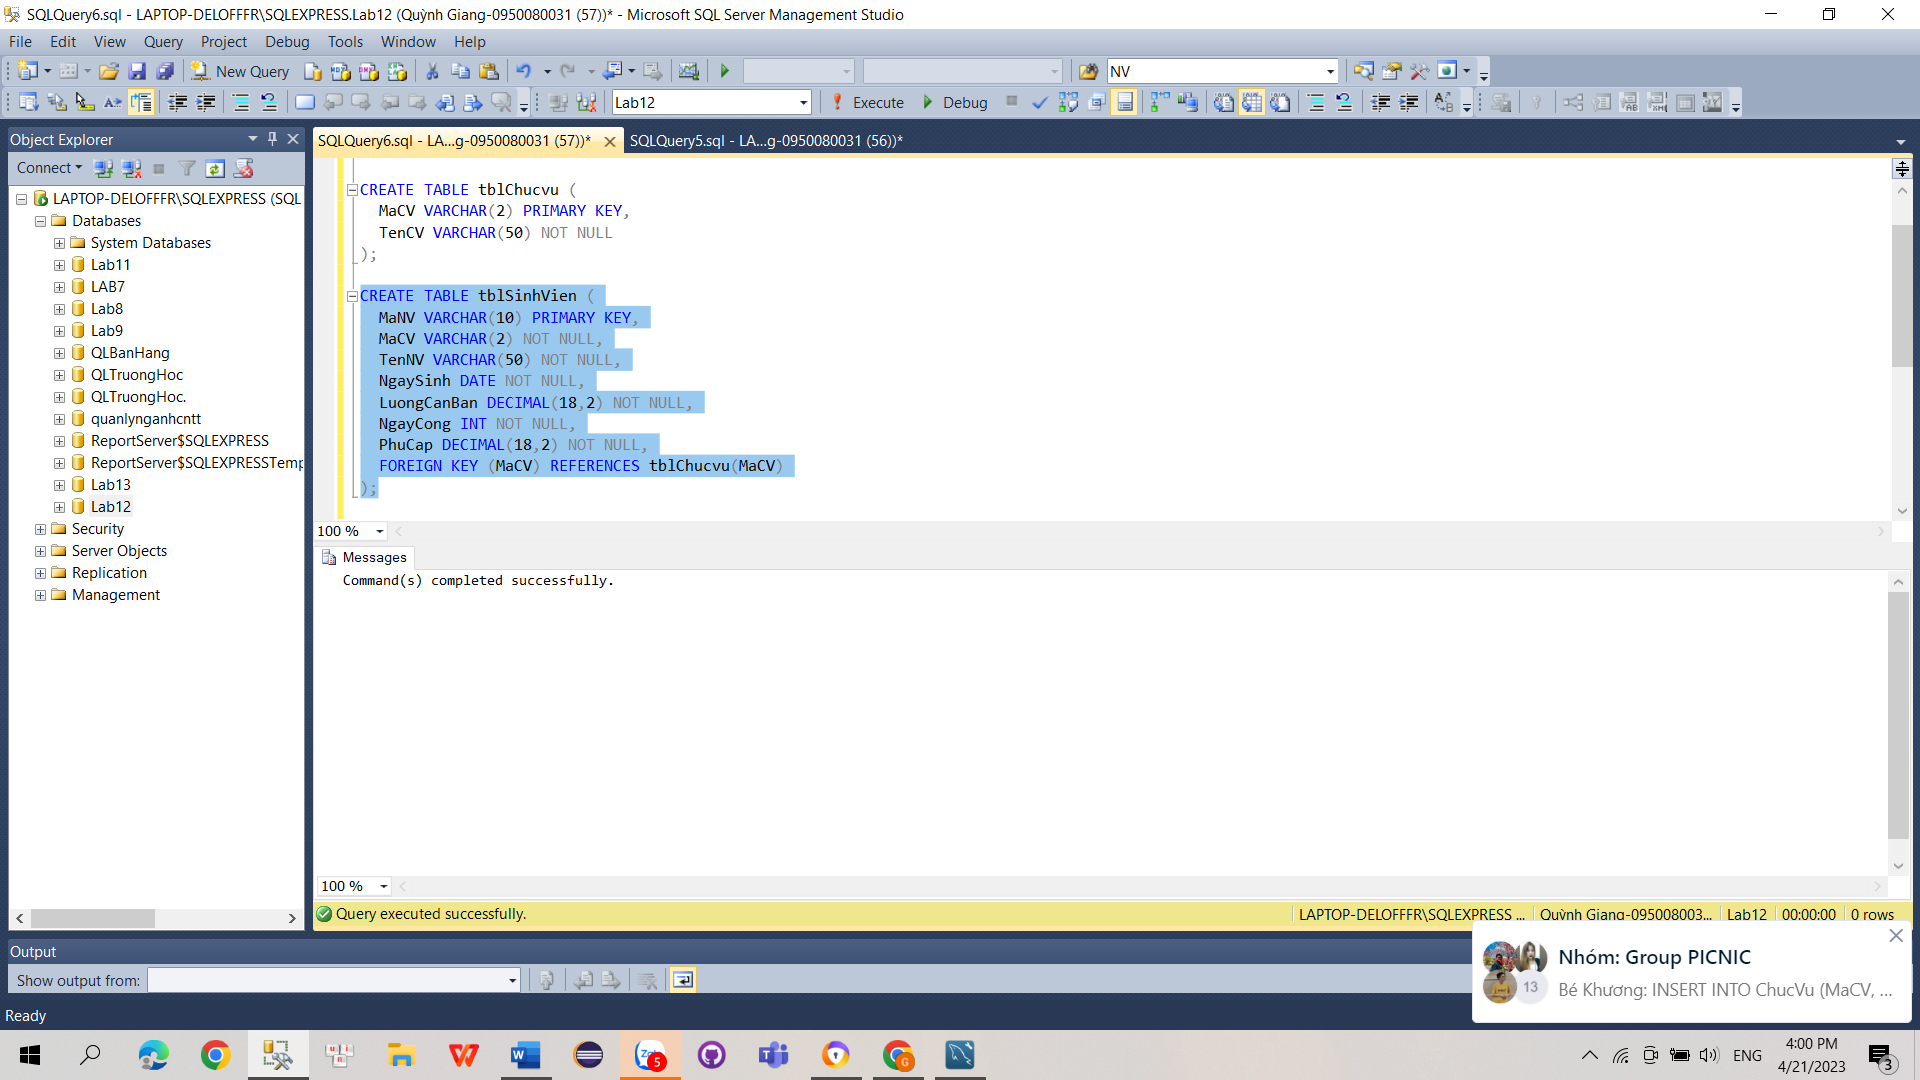 SQLQuery6.sql - LAPTOP-DELOFFFR\SQLEXPRESS.Lab12 (Quỳnh Giang-0950080031 (57))* - Microsoft SQL Server Management Studio
File Edit View Query Project Debug Tools Window Help
New Query
NV
Lab12
Execute
Debug
Object Explorer
SQLQuery6.sql - LA...g-0950080031 (57))*
SQLQuery5.sql - LA...g-0950080031 (56))*
Connect
LAPTOP-DELOFFFR\SQLEXPRESS (SQL
Databases
System Databases
Lab11
LAB7
Lab8
Lab9
QLBanHang
QLTruongHoc
QLTruongHoc.
quanlynganhcntt
ReportServer$SQLEXPRESS
ReportServer$SQLEXPRESSTemp
Lab13
Lab12
Security
Server Objects
Replication
Management
CREATE TABLE tblChucvu (
MaCV VARCHAR(2) PRIMARY KEY,
TenCV VARCHAR(50) NOT NULL
);
CREATE TABLE tblSinhVien (
MaNV VARCHAR(10) PRIMARY KEY,
MaCV VARCHAR(2) NOT NULL,
TenNV VARCHAR(50) NOT NULL,
NgaySinh DATE NOT NULL,
LuongCanBan DECIMAL(18,2) NOT NULL,
NgayCong INT NOT NULL,
PhuCap DECIMAL(18,2) NOT NULL,
FOREIGN KEY (MaCV) REFERENCES tblChucvu(MaCV)
);
100 %
Messages
Command(s) completed successfully.
100 %
Query executed successfully.
LAPTOP-DELOFFFR\SQLEXPRESS ...
Quỳnh Giang-095008003...
Lab12
00:00:00
0 rows
Output
Show output from:
Nhóm: Group PICNIC
13
Bé Khương: INSERT INTO ChucVu (MaCV, ...
Ready
5
ENG
4:00 PM
4/21/2023
3